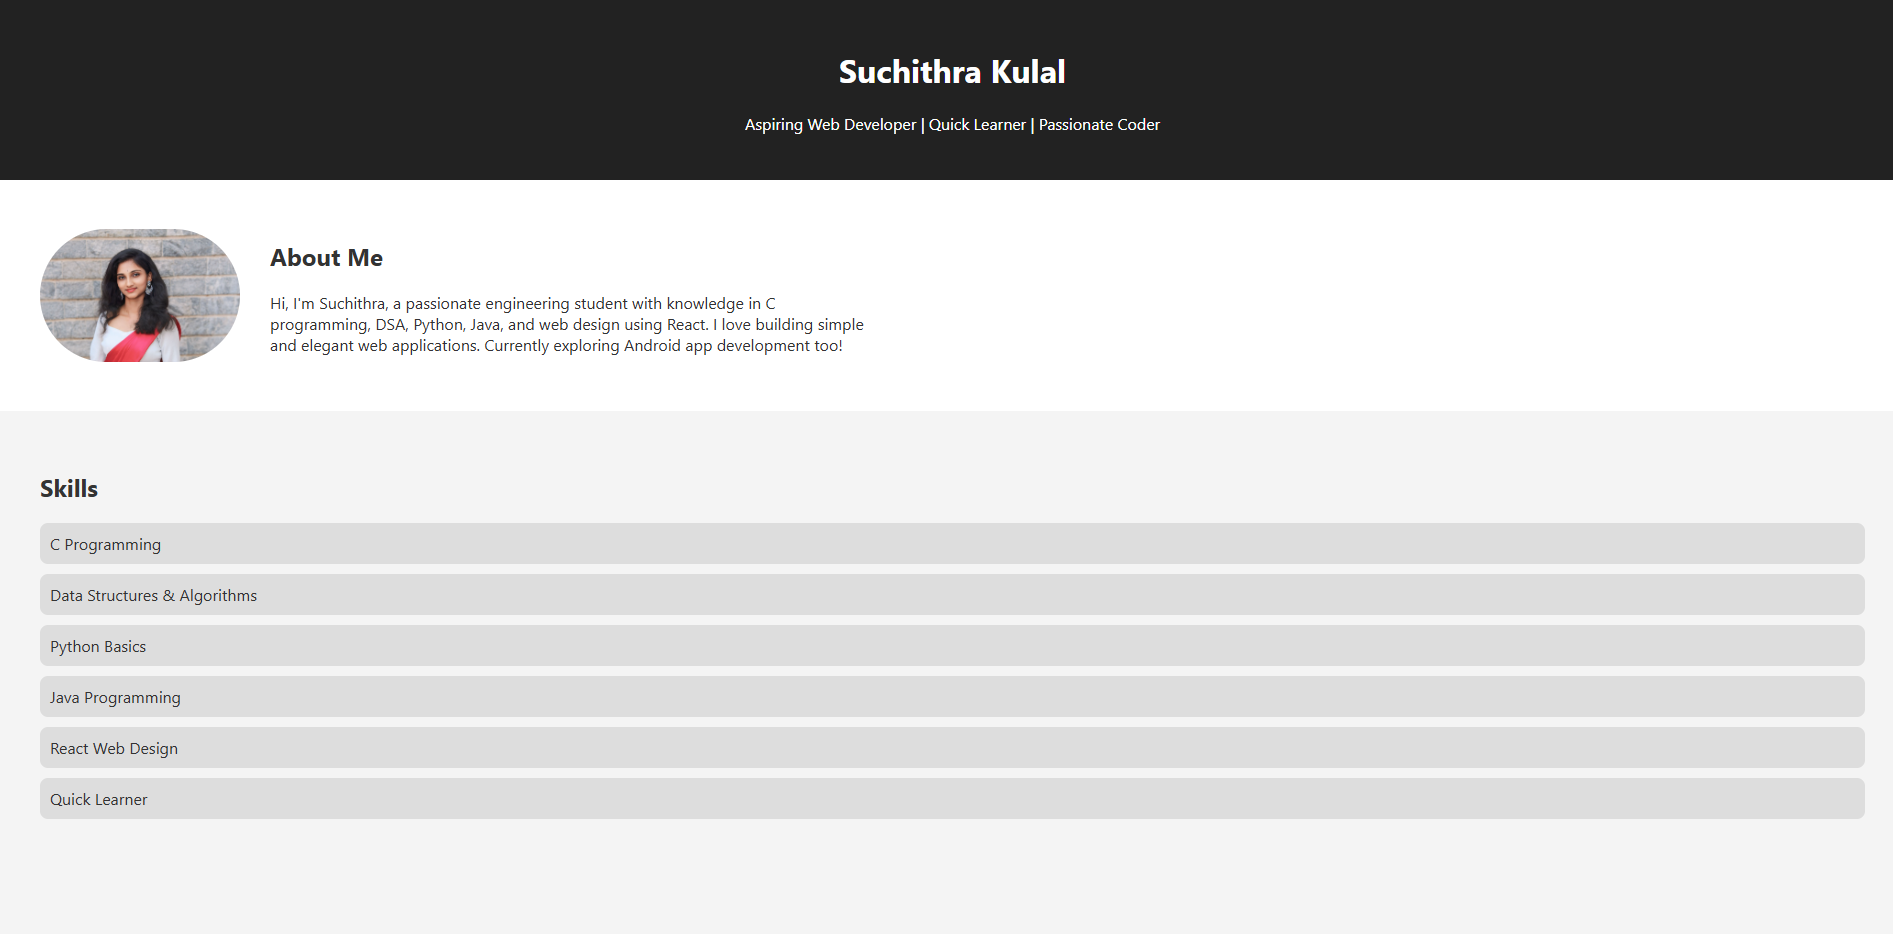 Suchithra Kulal
Aspiring Web Developer | Quick Learner | Passionate Coder
About Me
Hi, I'm Suchithra, a passionate engineering student with knowledge in C
programming, DSA, Python, Java, and web design using React. I love building simple
and elegant web applications. Currently exploring Android app development too!
Skills
C Programming
Data Structures & Algorithms
Python Basics
Java Programming
React Web Design
Quick Learner